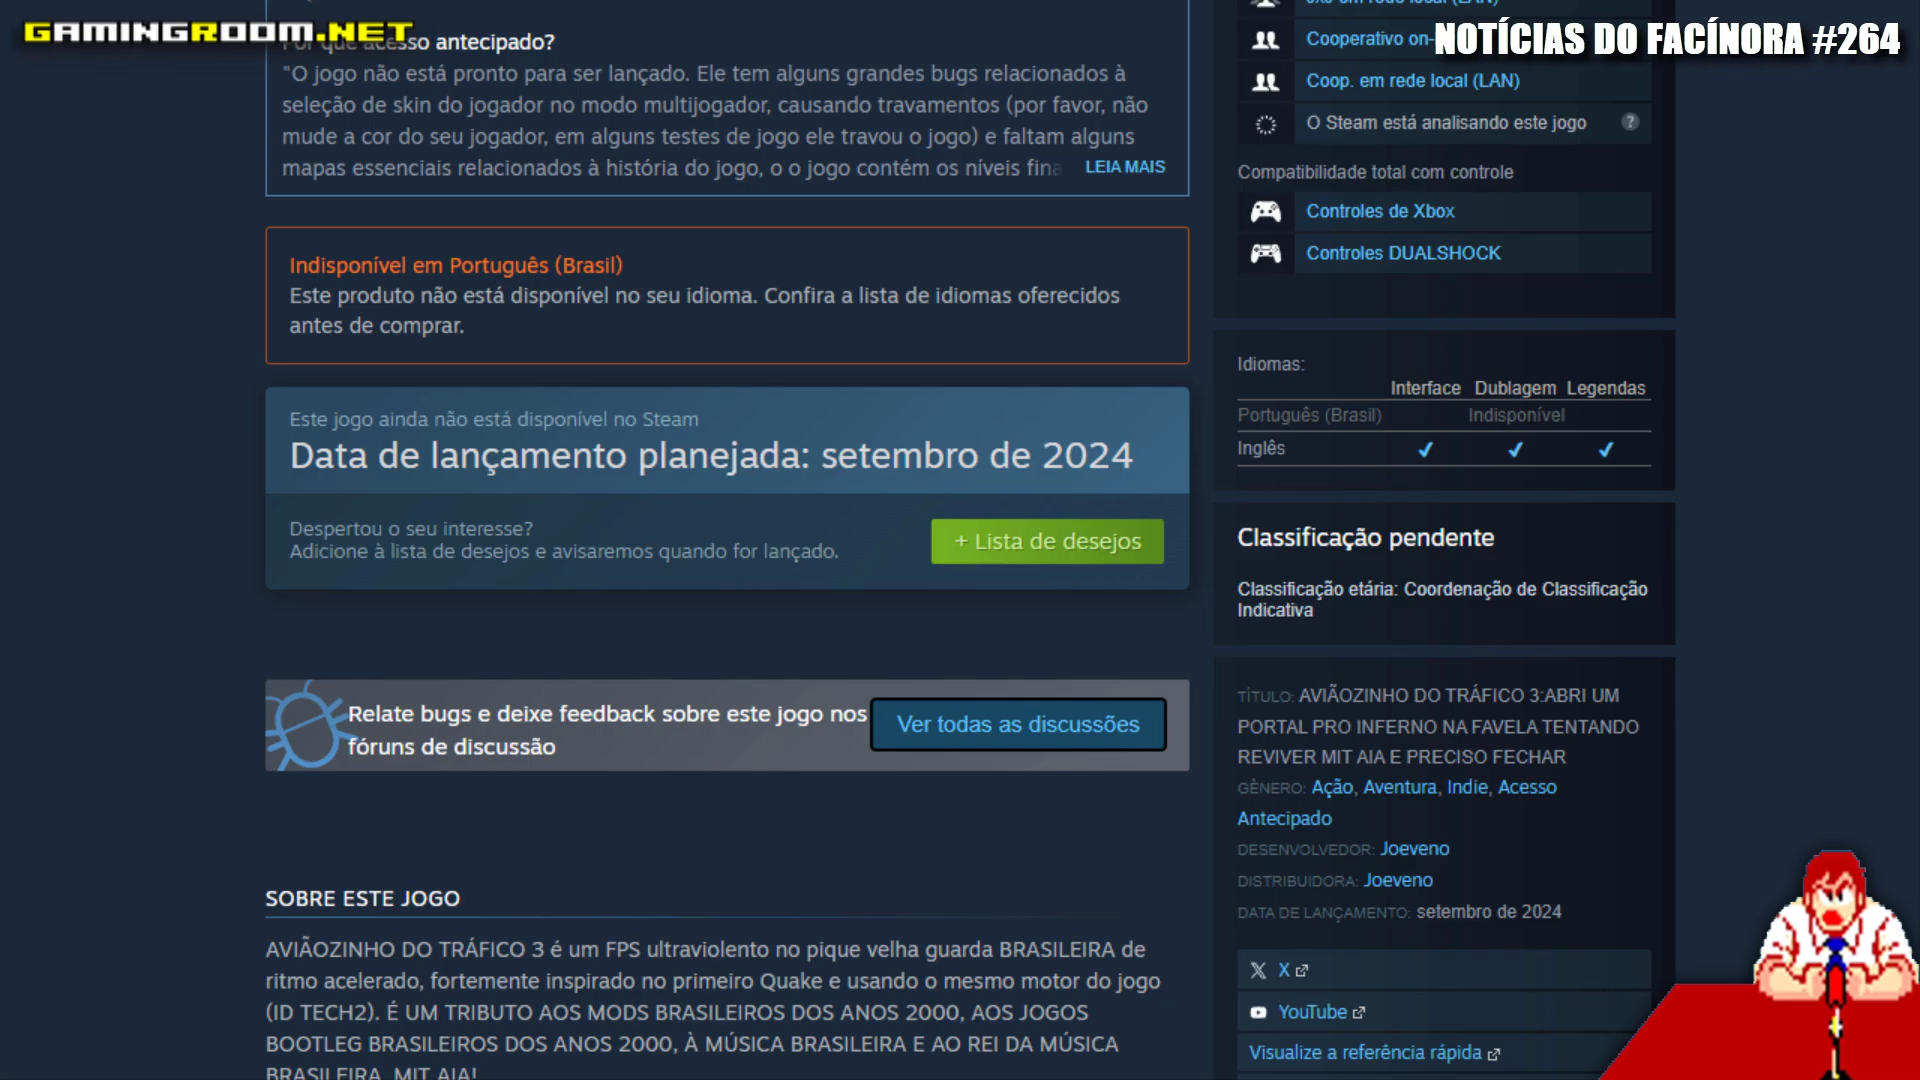 GAMINGROOM.NET
NOTÍCIAS DO FACÍNORA #264
Por que acesso antecipado?
"O jogo não está pronto para ser lançado. Ele tem alguns grandes bugs relacionados à
seleção de skin do jogador no modo multijogador, causando travamentos (por favor, não
mude a cor do seu jogador, em alguns testes de jogo ele travou o jogo) e faltam alguns
mapas essenciais relacionados à história do jogo, o o jogo contém os níveis fina
LEIA MAIS
Indisponível em Português (Brasil)
Este produto não está disponível no seu idioma. Confira a lista de idiomas oferecidos
antes de comprar.
Este jogo ainda não está disponível no Steam
Data de lançamento planejada: setembro de 2024
Despertou o seu interesse?
Adicione à lista de desejos e avisaremos quando for lançado.
+ Lista de desejos
Relate bugs e deixe feedback sobre este jogo nos
fóruns de discussão
Ver todas as discussões
SOBRE ESTE JOGO
AVIÃOZINHO DO TRÁFICO 3 é um FPS ultraviolento no pique velha guarda BRASILEIRA de
ritmo acelerado, fortemente inspirado no primeiro Quake e usando o mesmo motor do jogo
(ID TECH2). É UM TRIBUTO AOS MODS BRASILEIROS DOS ANOS 2000, AOS JOGOS
BOOTLEG BRASILEIROS DOS ANOS 2000, À MÚSICA BRASILEIRA E AO REI DA MÚSICA
BRASILEIRA, MIT AIA!
em rede local (LAN)
Cooperativo on-
Coop. em rede local (LAN)
O Steam está analisando este jogo
?
Compatibilidade total com controle
Controles de Xbox
Controles DUALSHOCK
Idiomas:
Interface Dublagem Legendas
Português (Brasil) Indisponível
Inglês ✓ ✓ ✓
Classificação pendente
Classificação etária: Coordenação de Classificação
Indicativa
TÍTULO: AVIÃOZINHO DO TRÁFICO 3:ABRI UM
PORTAL PRO INFERNO NA FAVELA TENTANDO
REVIVER MIT AIA E PRECISO FECHAR
GÊNERO: Ação, Aventura, Indie, Acesso
Antecipado
DESENVOLVEDOR: Joeveno
DISTRIBUIDORA: Joeveno
DATA DE LANÇAMENTO: setembro de 2024
X
YouTube
Visualize a referência rápida